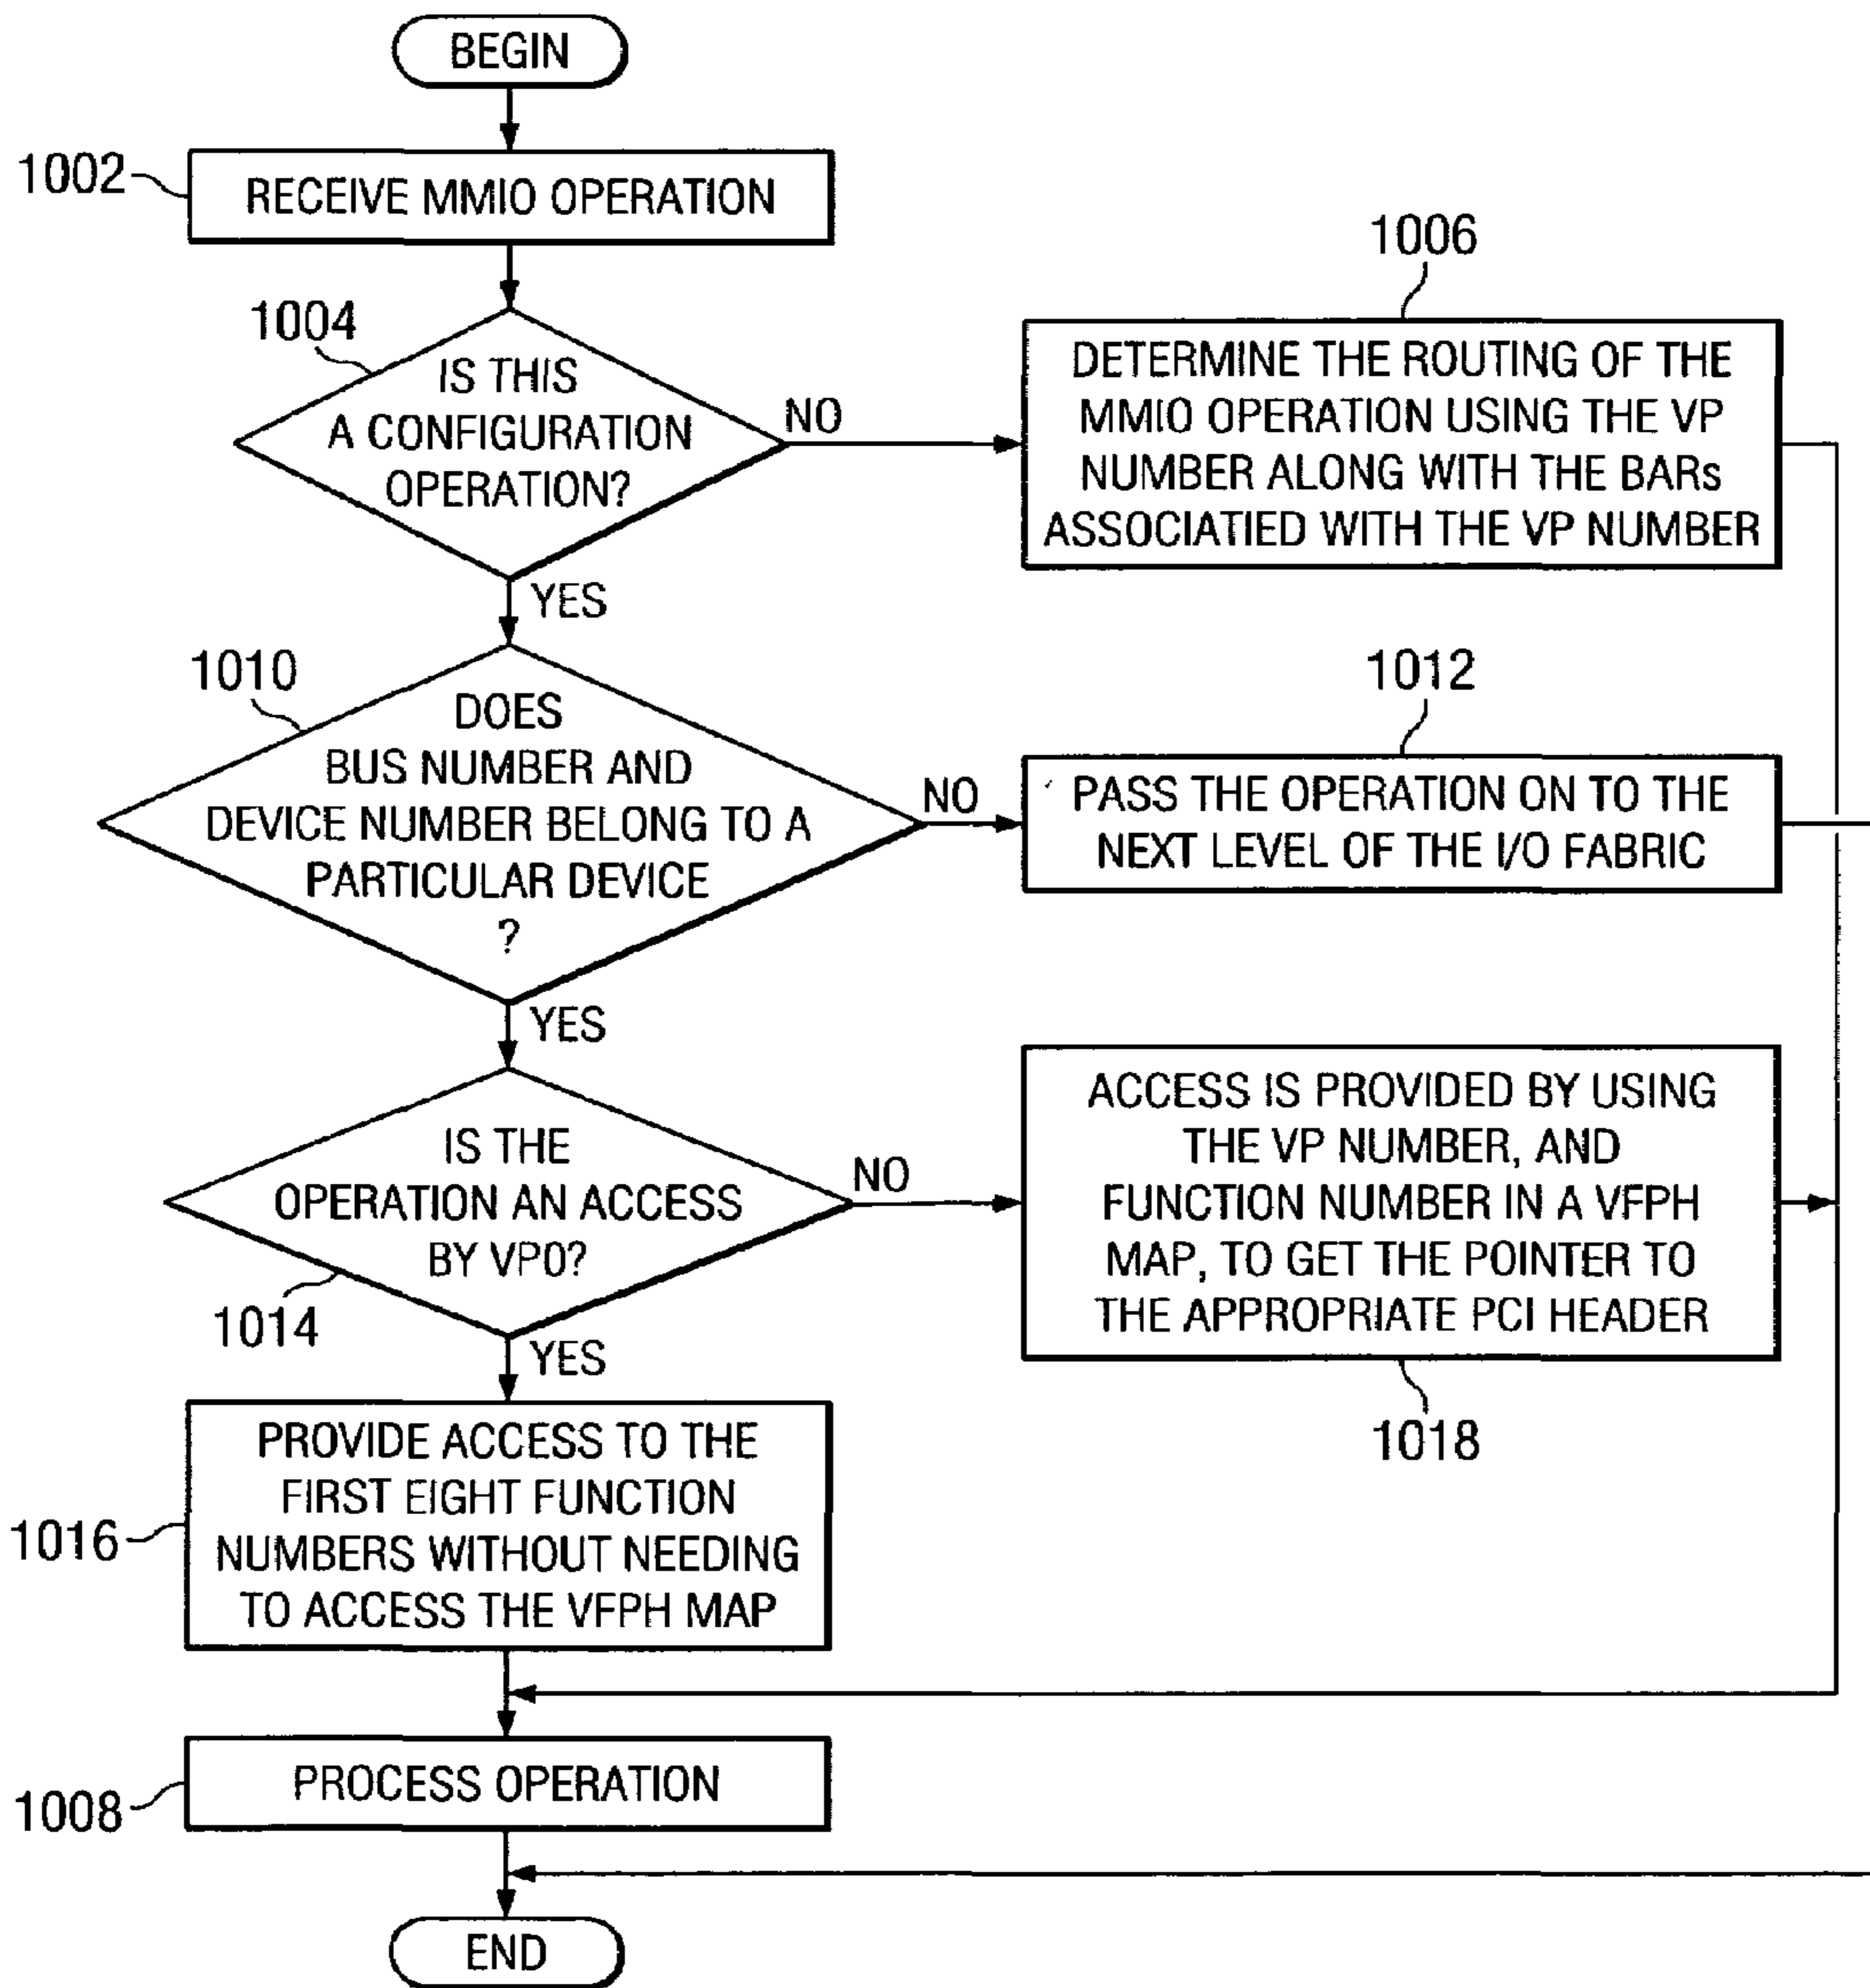 BEGIN
1002
RECEIVE MMIO OPERATION
1004
IS THIS
A CONFIGURATION
OPERATION?
NO
YES
1006
DETERMINE THE ROUTING OF THE
MMIO OPERATION USING THE VP
NUMBER ALONG WITH THE BARs
ASSOCIATIED WITH THE VP NUMBER
1010
DOES
BUS NUMBER AND
DEVICE NUMBER BELONG TO A
PARTICULAR DEVICE
?
NO
YES
1012
PASS THE OPERATION ON TO THE
NEXT LEVEL OF THE I/O FABRIC
IS THE
OPERATION AN ACCESS
BY VP0?
1014
NO
YES
ACCESS IS PROVIDED BY USING
THE VP NUMBER, AND
FUNCTION NUMBER IN A VFPH
MAP, TO GET THE POINTER TO
THE APPROPRIATE PCI HEADER
1018
PROVIDE ACCESS TO THE
FIRST EIGHT FUNCTION
NUMBERS WITHOUT NEEDING
TO ACCESS THE VFPH MAP
1016
PROCESS OPERATION
1008
END